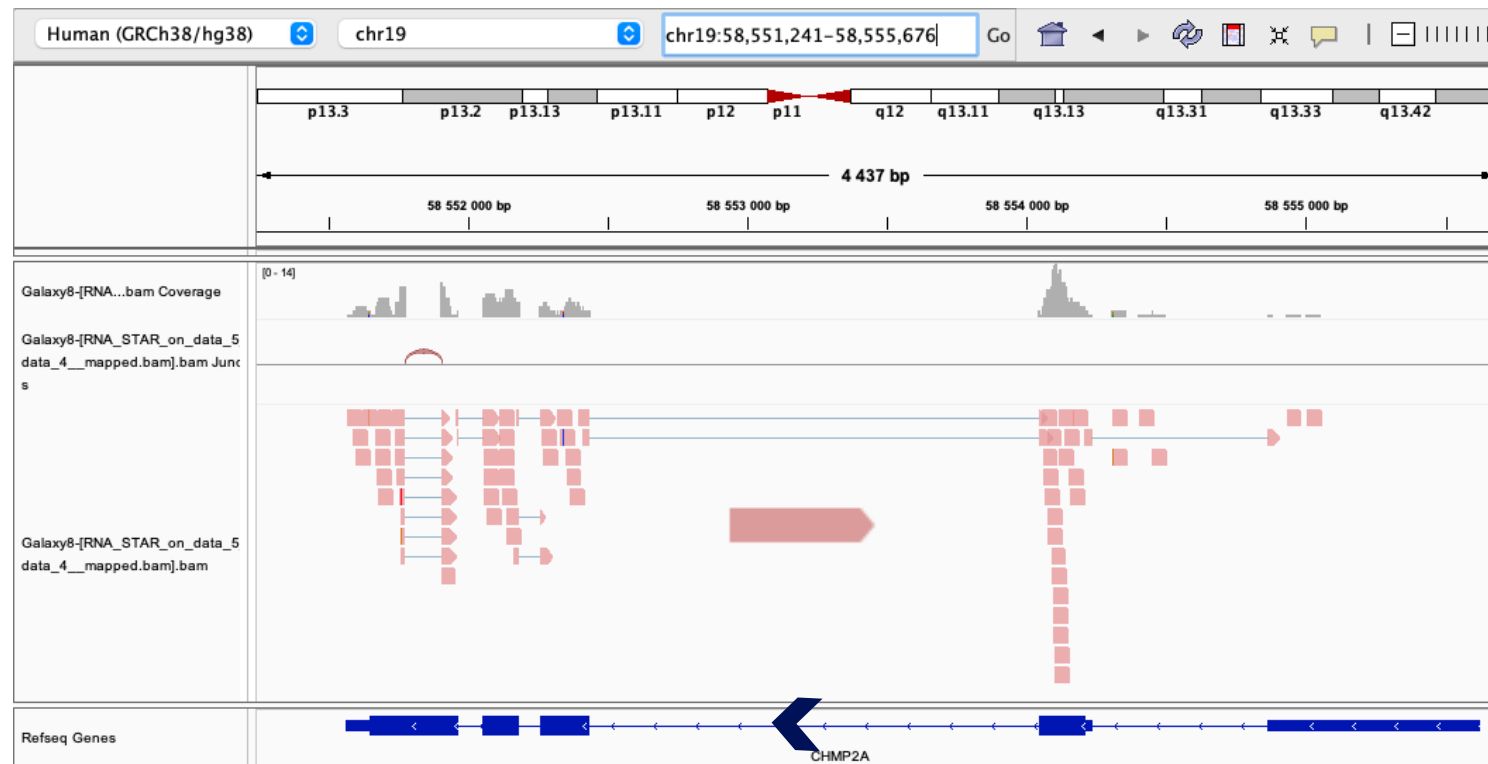 Human (GRCh38/hg38) chr19 chr19:58,551,241-58,555,676 Go
p13.3 p13.2 p13.13 p13.11 p12 p11 q12 q13.11 q13.13 q13.31 q13.33 q13.42
4 437 bp
58 552 000 bp 58 553 000 bp 58 554 000 bp 58 555 000 bp
[0 - 14]
Galaxy8-[RNA...bam Coverage
Galaxy8-[RNA_STAR_on_data_5
data_4__mapped.bam].bam Junc
s
Galaxy8-[RNA_STAR_on_data_5
data_4__mapped.bam].bam
Refseq Genes
CHMP2A